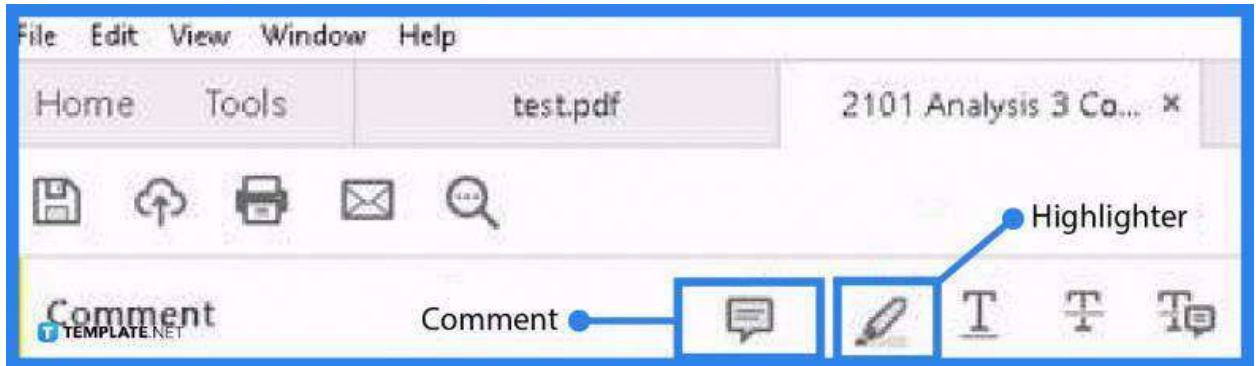 File Edit View Window Help
Home Tools test.pdf 2101 Analysis 3 Co... ×
Highlighter
Comment Comment T T T
T TEMPLATE.NET